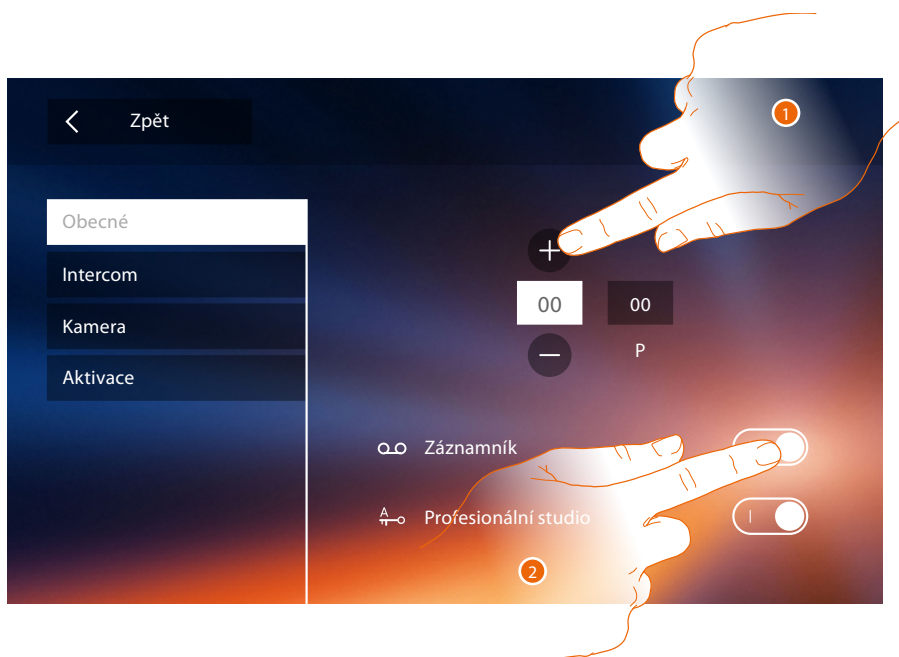 Zpět
1
Obecné
Intercom
Kamera
Aktivace
+
00 00
— P
Záznamník
A Profesionální studio
2